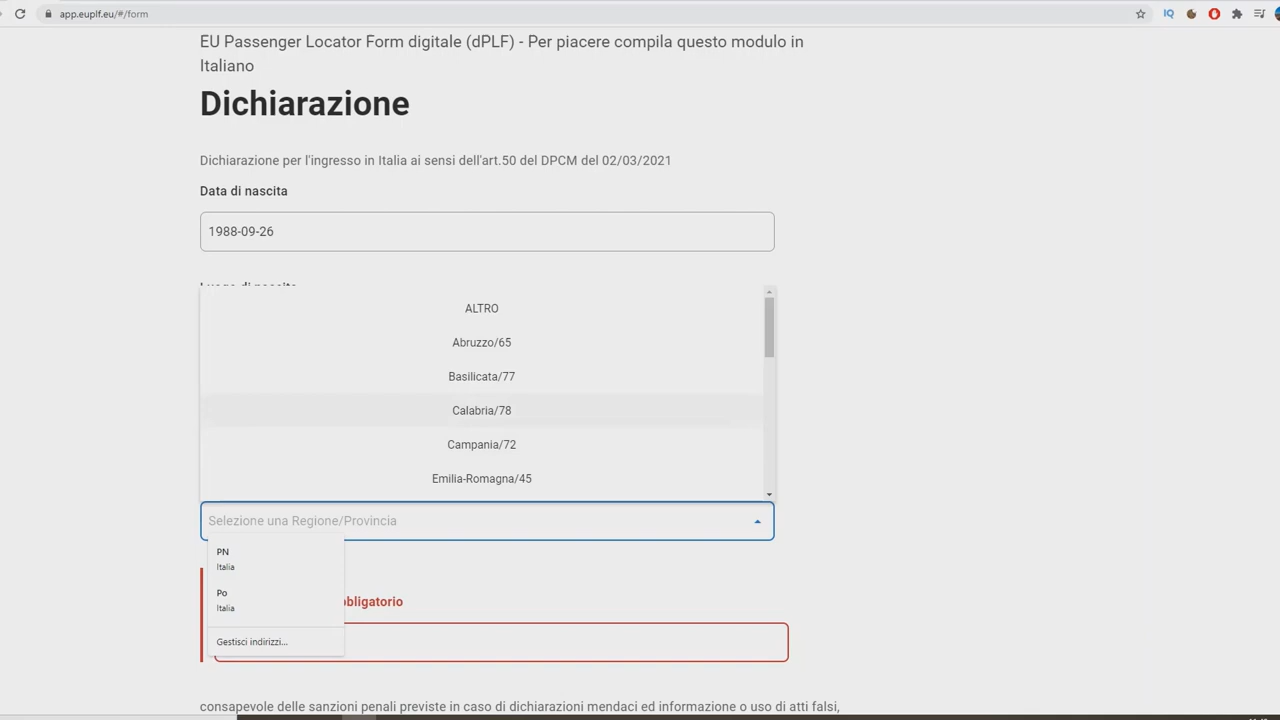 app.euplf.eu/#/form
EU Passenger Locator Form digitale (dPLF) - Per piacere compila questo modulo in
Italiano
Dichiarazione
Dichiarazione per l'ingresso in Italia ai sensi dell'art.50 del DPCM del 02/03/2021
Data di nascita
1988-09-26
ALTRO
Abruzzo/65
Basilicata/77
Calabria/78
Campania/72
Emilia-Romagna/45
Selezione una Regione/Provincia
PN
Italia
Po
Italia
obbligatorio
Gestisci indirizzi...
consapevole delle sanzioni penali previste in caso di dichiarazioni mendaci ed informazione o uso di atti falsi,